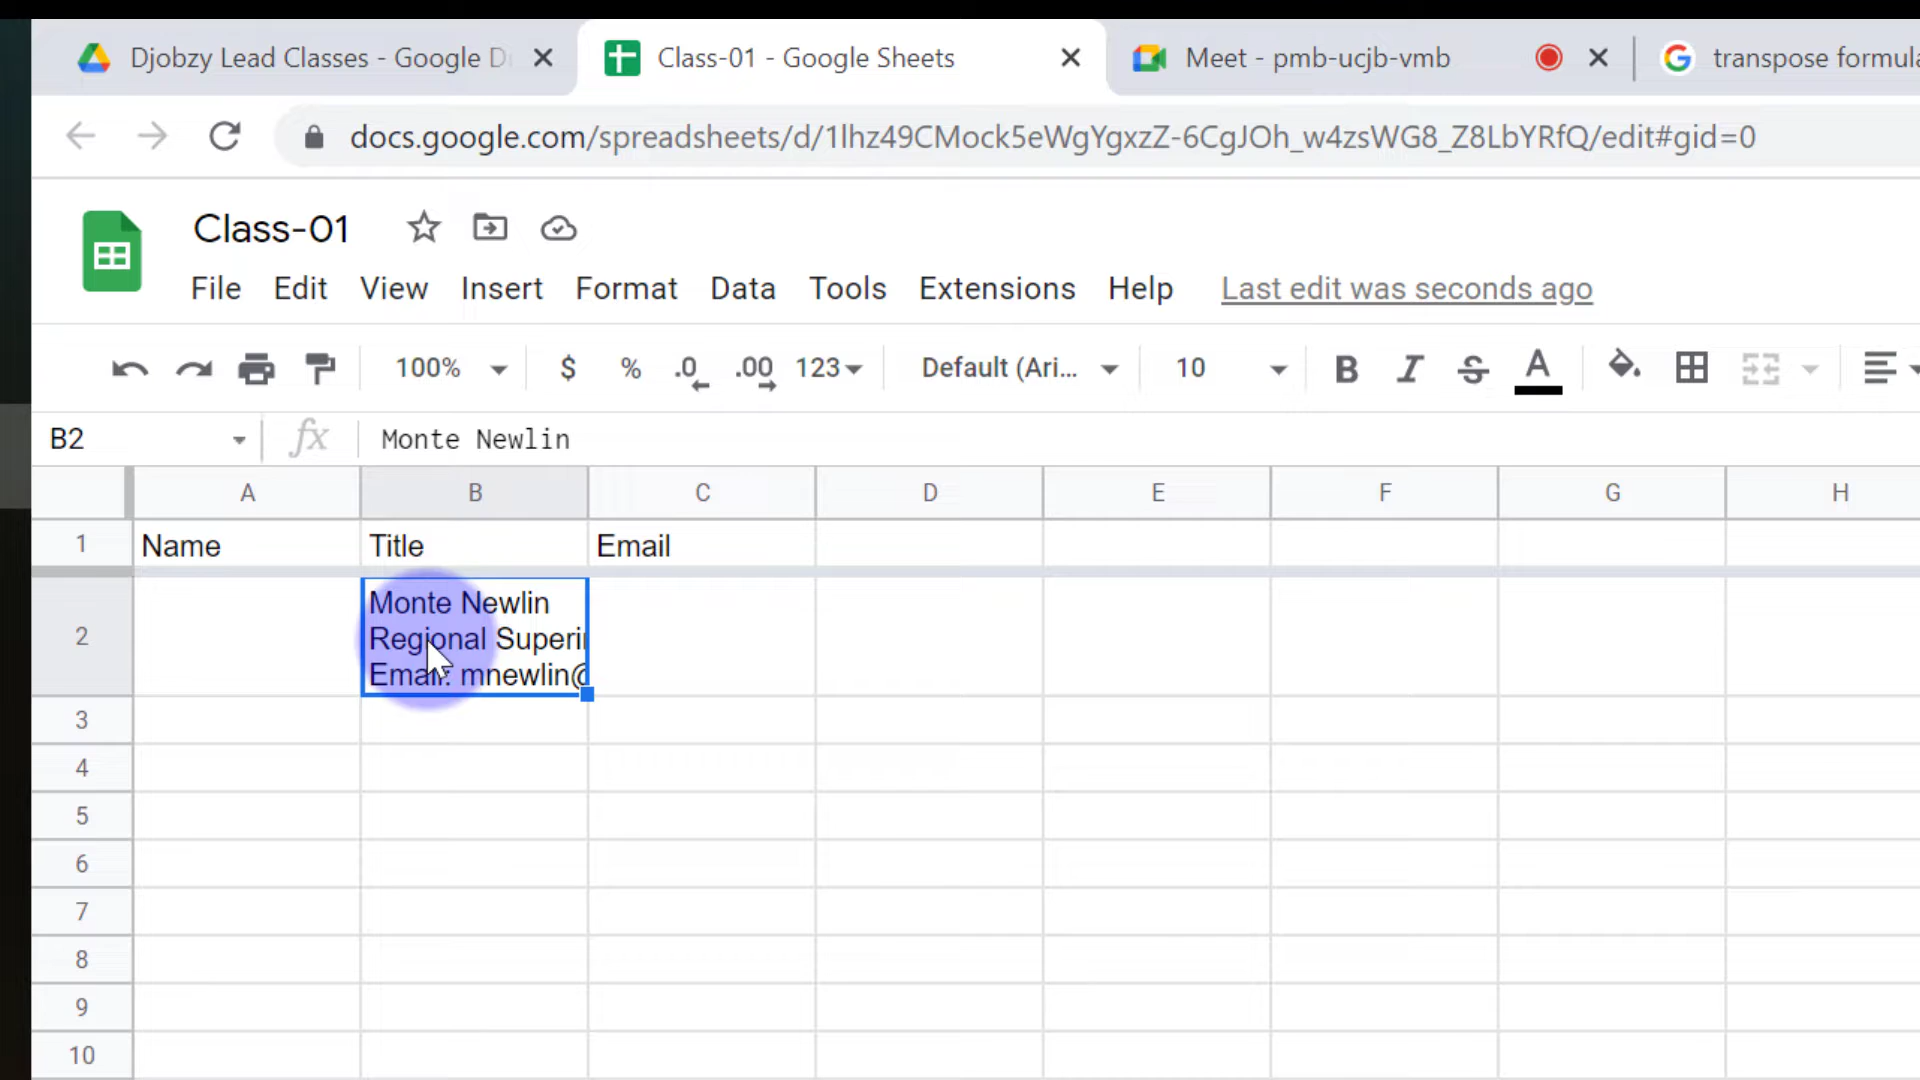 Djobzy Lead Classes - Google D
Class-01 - Google Sheets
Meet - pmb-ucjb-vmb
transpose formula
docs.google.com/spreadsheets/d/1lhz49CMock5eWgYgxzZ-6CgJOh_w4zsWG8_Z8LbYRfQ/edit#gid=0
Class-01
File Edit View Insert Format Data Tools Extensions Help Last edit was seconds ago
100% $ % .0 .00 123 Default (Ari... 10 B I S A
B2 fx Monte Newlin
A B C D E F G H
1 Name Title Email
2
Monte Newlin
Regional Superi
Email: mnewlin@
3
4
5
6
7
8
9
10